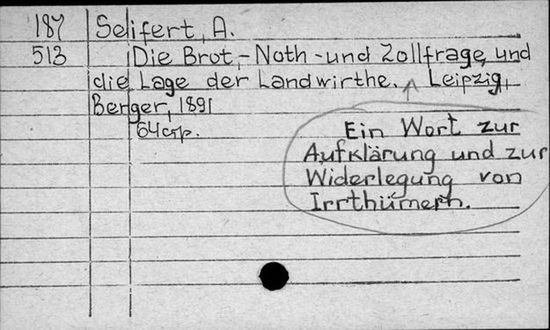 187 Seifert, A.
513 Die Brot-, Noth- und Zollfrage, und
die Lage der Landwirthe. Leipzig,
Berger, 1891
64 стр.
Ein Wort zur
Aufklärung und zur
Widerlegung von
Irrthümern.